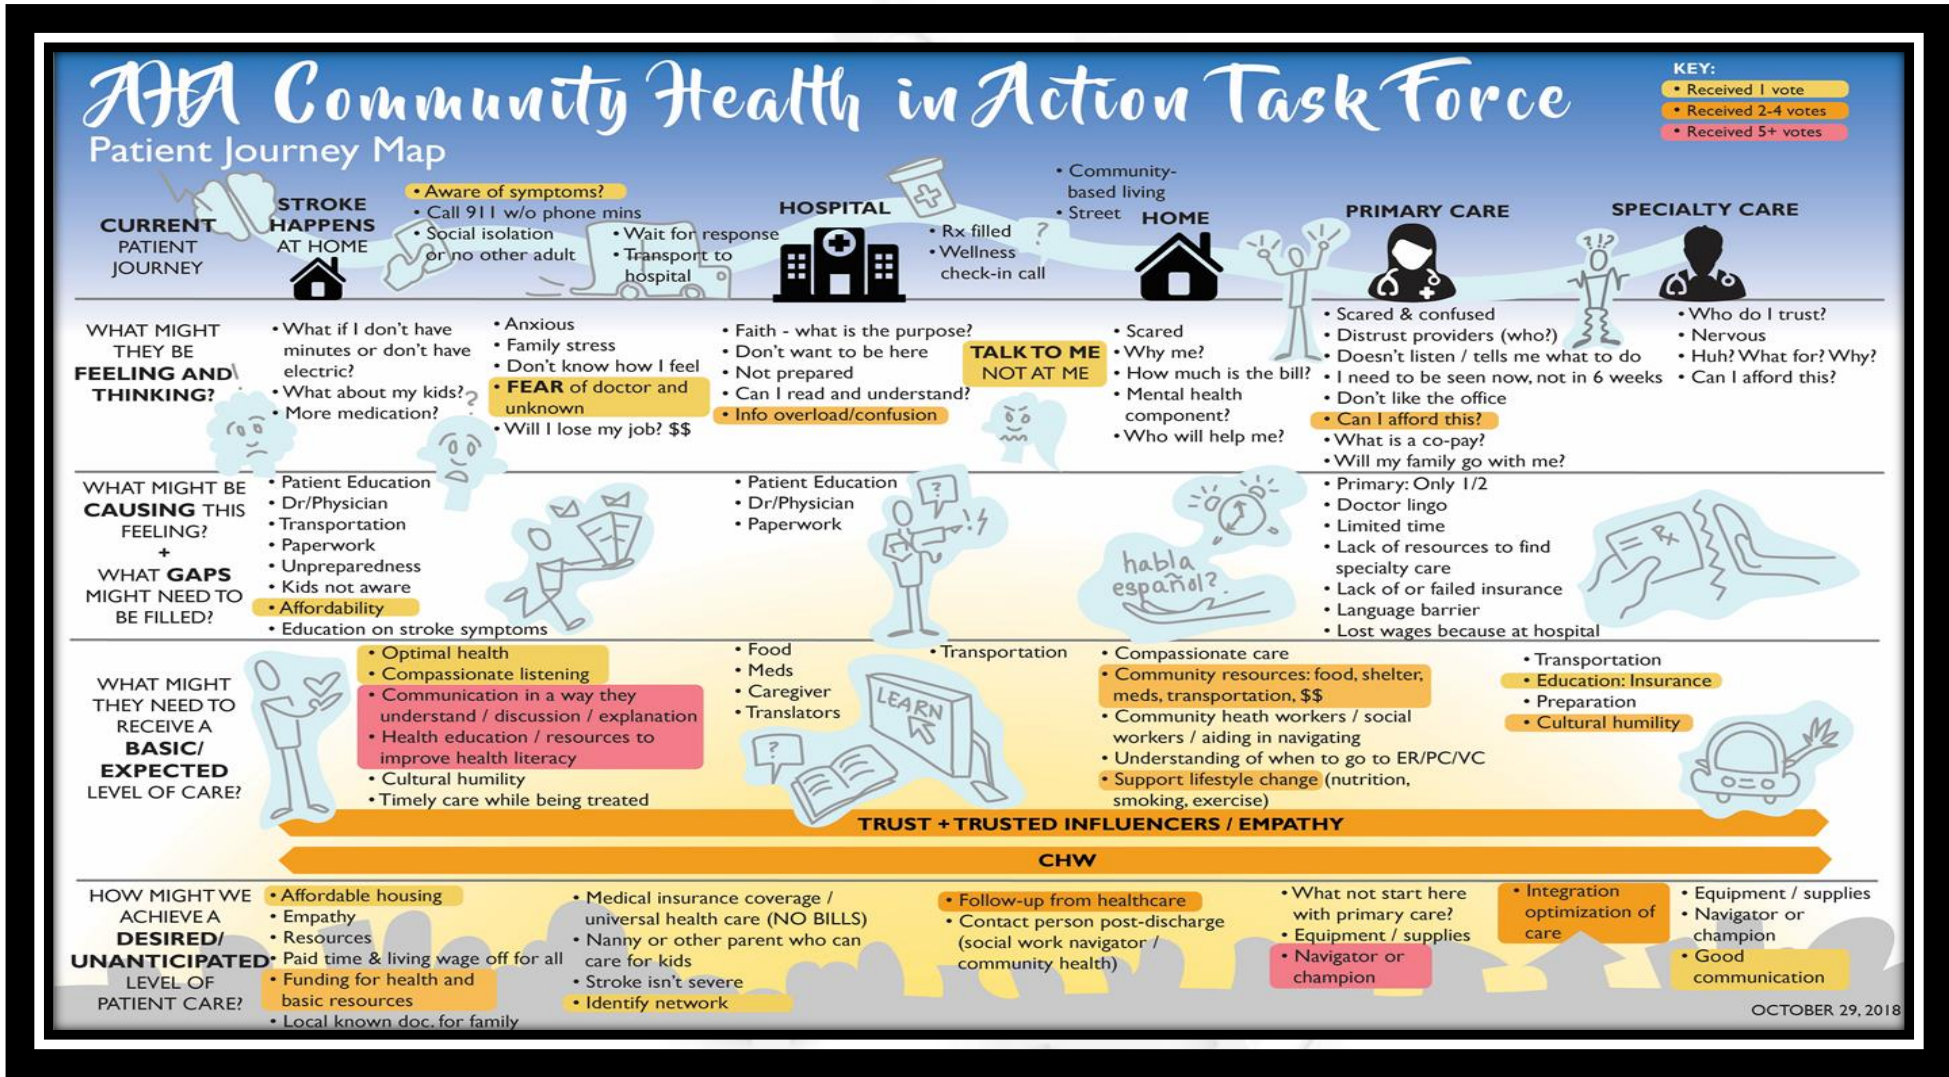 AHA Community Health in Action Task Force
Patient Journey Map
KEY:
• Received 1 vote
• Received 2-4 votes
• Received 5+ votes
CURRENT
PATIENT
JOURNEY
STROKE
HAPPENS
AT HOME
• Aware of symptoms?
• Call 911 w/o phone mins
• Social isolation
or no other adult
• Wait for response
• Transport to
hospital
HOSPITAL
• Rx filled
• Wellness
check-in call
?
• Community-
based living
• Street
HOME
PRIMARY CARE
?!?
SPECIALTY CARE
WHAT MIGHT
THEY BE
FEELING AND\
THINKING?
• What if I don't have
minutes or don't have
electric?
• What about my kids?
• More medication?
?
• Anxious
• Family stress
• Don't know how I feel
• FEAR of doctor and
unknown
• Will I lose my job? $$
• Faith - what is the purpose?
• Don't want to be here
• Not prepared
• Can I read and understand?
• Info overload/confusion
TALK TO ME
NOT AT ME
• Scared
• Why me?
• How much is the bill?
• Mental health
component?
• Who will help me?
• Scared & confused
• Distrust providers (who?)
• Doesn't listen / tells me what to do
• I need to be seen now, not in 6 weeks
• Don't like the office
• Can I afford this?
• What is a co-pay?
• Will my family go with me?
• Who do I trust?
• Nervous
• Huh? What for? Why?
• Can I afford this?
WHAT MIGHT BE
CAUSING THIS
FEELING?
+
WHAT GAPS
MIGHT NEED TO
BE FILLED?
• Patient Education
• Dr/Physician
• Transportation
• Paperwork
• Unpreparedness
• Kids not aware
• Affordability
• Education on stroke symptoms
• Patient Education
• Dr/Physician
• Paperwork
?
habla
español?
• Primary: Only 1/2
• Doctor lingo
• Limited time
• Lack of resources to find
specialty care
• Lack of or failed insurance
• Language barrier
• Lost wages because at hospital
Rx
WHAT MIGHT
THEY NEED TO
RECEIVE A
BASIC/
EXPECTED
LEVEL OF CARE?
• Optimal health
• Compassionate listening
• Communication in a way they
understand / discussion / explanation
• Health education / resources to
improve health literacy
• Cultural humility
• Timely care while being treated
• Food
• Meds
• Caregiver
• Translators
?
LEARN
• Transportation
• Compassionate care
• Community resources: food, shelter,
meds, transportation, $$
• Community heath workers / social
workers / aiding in navigating
• Understanding of when to go to ER/PC/VC
• Support lifestyle change (nutrition,
smoking, exercise)
• Transportation
• Education: Insurance
• Preparation
• Cultural humility
TRUST + TRUSTED INFLUENCERS / EMPATHY
CHW
HOW MIGHT WE
ACHIEVE A
DESIRED/
UNANTICIPATED
LEVEL OF
PATIENT CARE?
• Affordable housing
• Empathy
• Resources
• Paid time & living wage off for all
• Funding for health and
basic resources
• Local known doc. for family
• Medical insurance coverage /
universal health care (NO BILLS)
• Nanny or other parent who can
care for kids
• Stroke isn't severe
• Identify network
• Follow-up from healthcare
• Contact person post-discharge
(social work navigator /
community health)
• What not start here
with primary care?
• Equipment / supplies
• Navigator or
champion
• Integration
optimization of
care
• Equipment / supplies
• Navigator or
champion
• Good
communication
OCTOBER 29, 2018